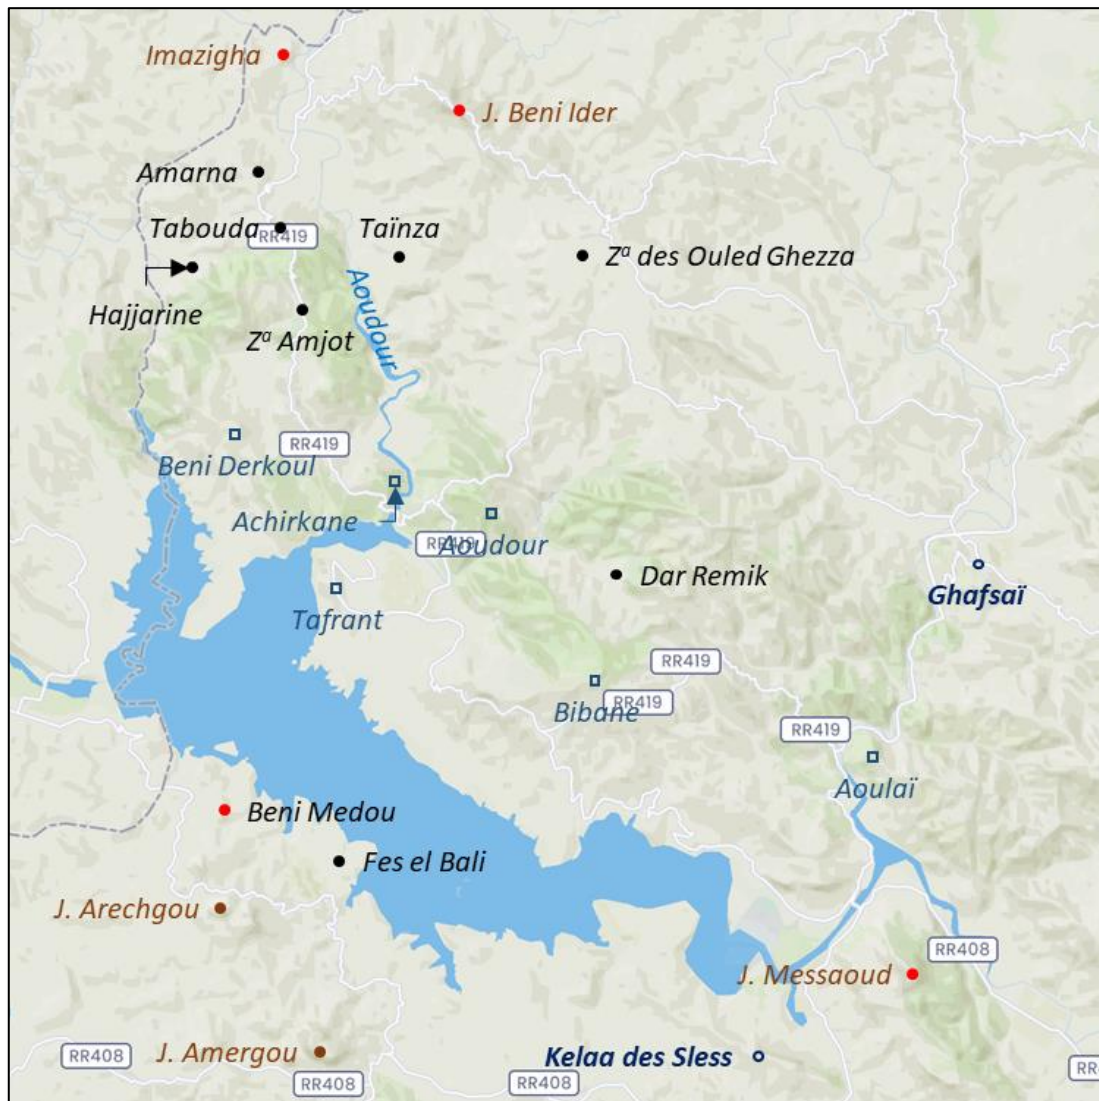 Imazigha
J. Beni Ider
Amarna
Tabouda
RR419
Taïnza
Zª des Ouled Ghezza
Hajjarine
Zª Amjot
Aoudour
RR419
Beni Derkoul
Achirkane
RR419
Aoudour
Dar Remik
Ghafsaï
Tafrant
RR419
RR419
Bibane
RR419
Aoulaï
Beni Medou
Fes el Bali
J. Arechgou
RR408
J. Messaoud
RR408
J. Amergou
RR408
Kelaa des Sless
RR408
RR